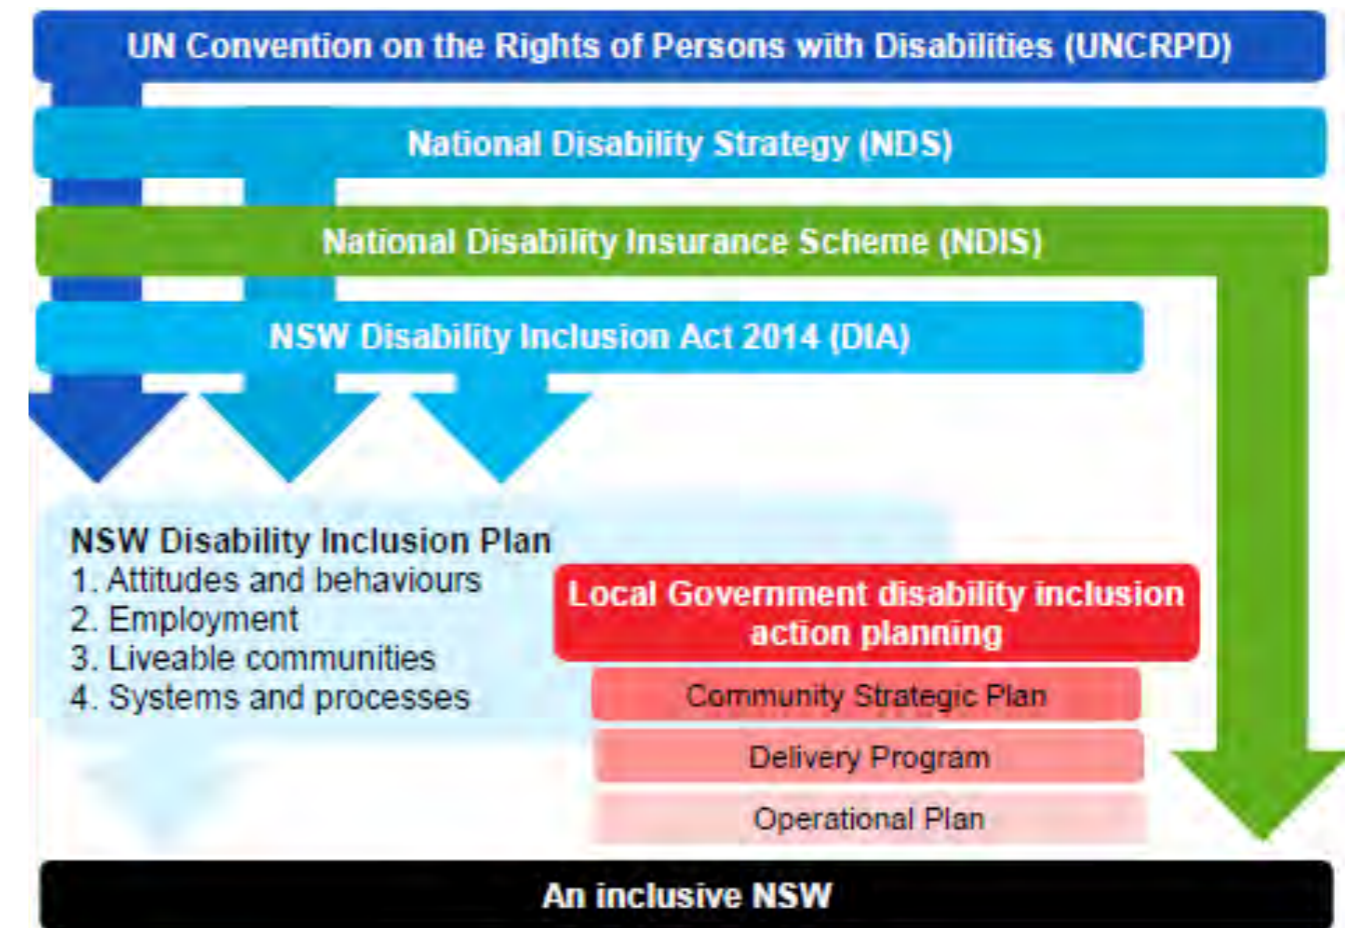 UN Convention on the Rights of Persons with Disabilities (UNCRPD)
National Disability Strategy (NDS)
National Disability Insurance Scheme (NDIS)
NSW Disability Inclusion Act 2014 (DIA)
NSW Disability Inclusion Plan
1. Attitudes and behaviours
2. Employment
3. Liveable communities
4. Systems and processes
Local Government disability inclusion
action planning
Community Strategic Plan
Delivery Program
Operational Plan
An inclusive NSW